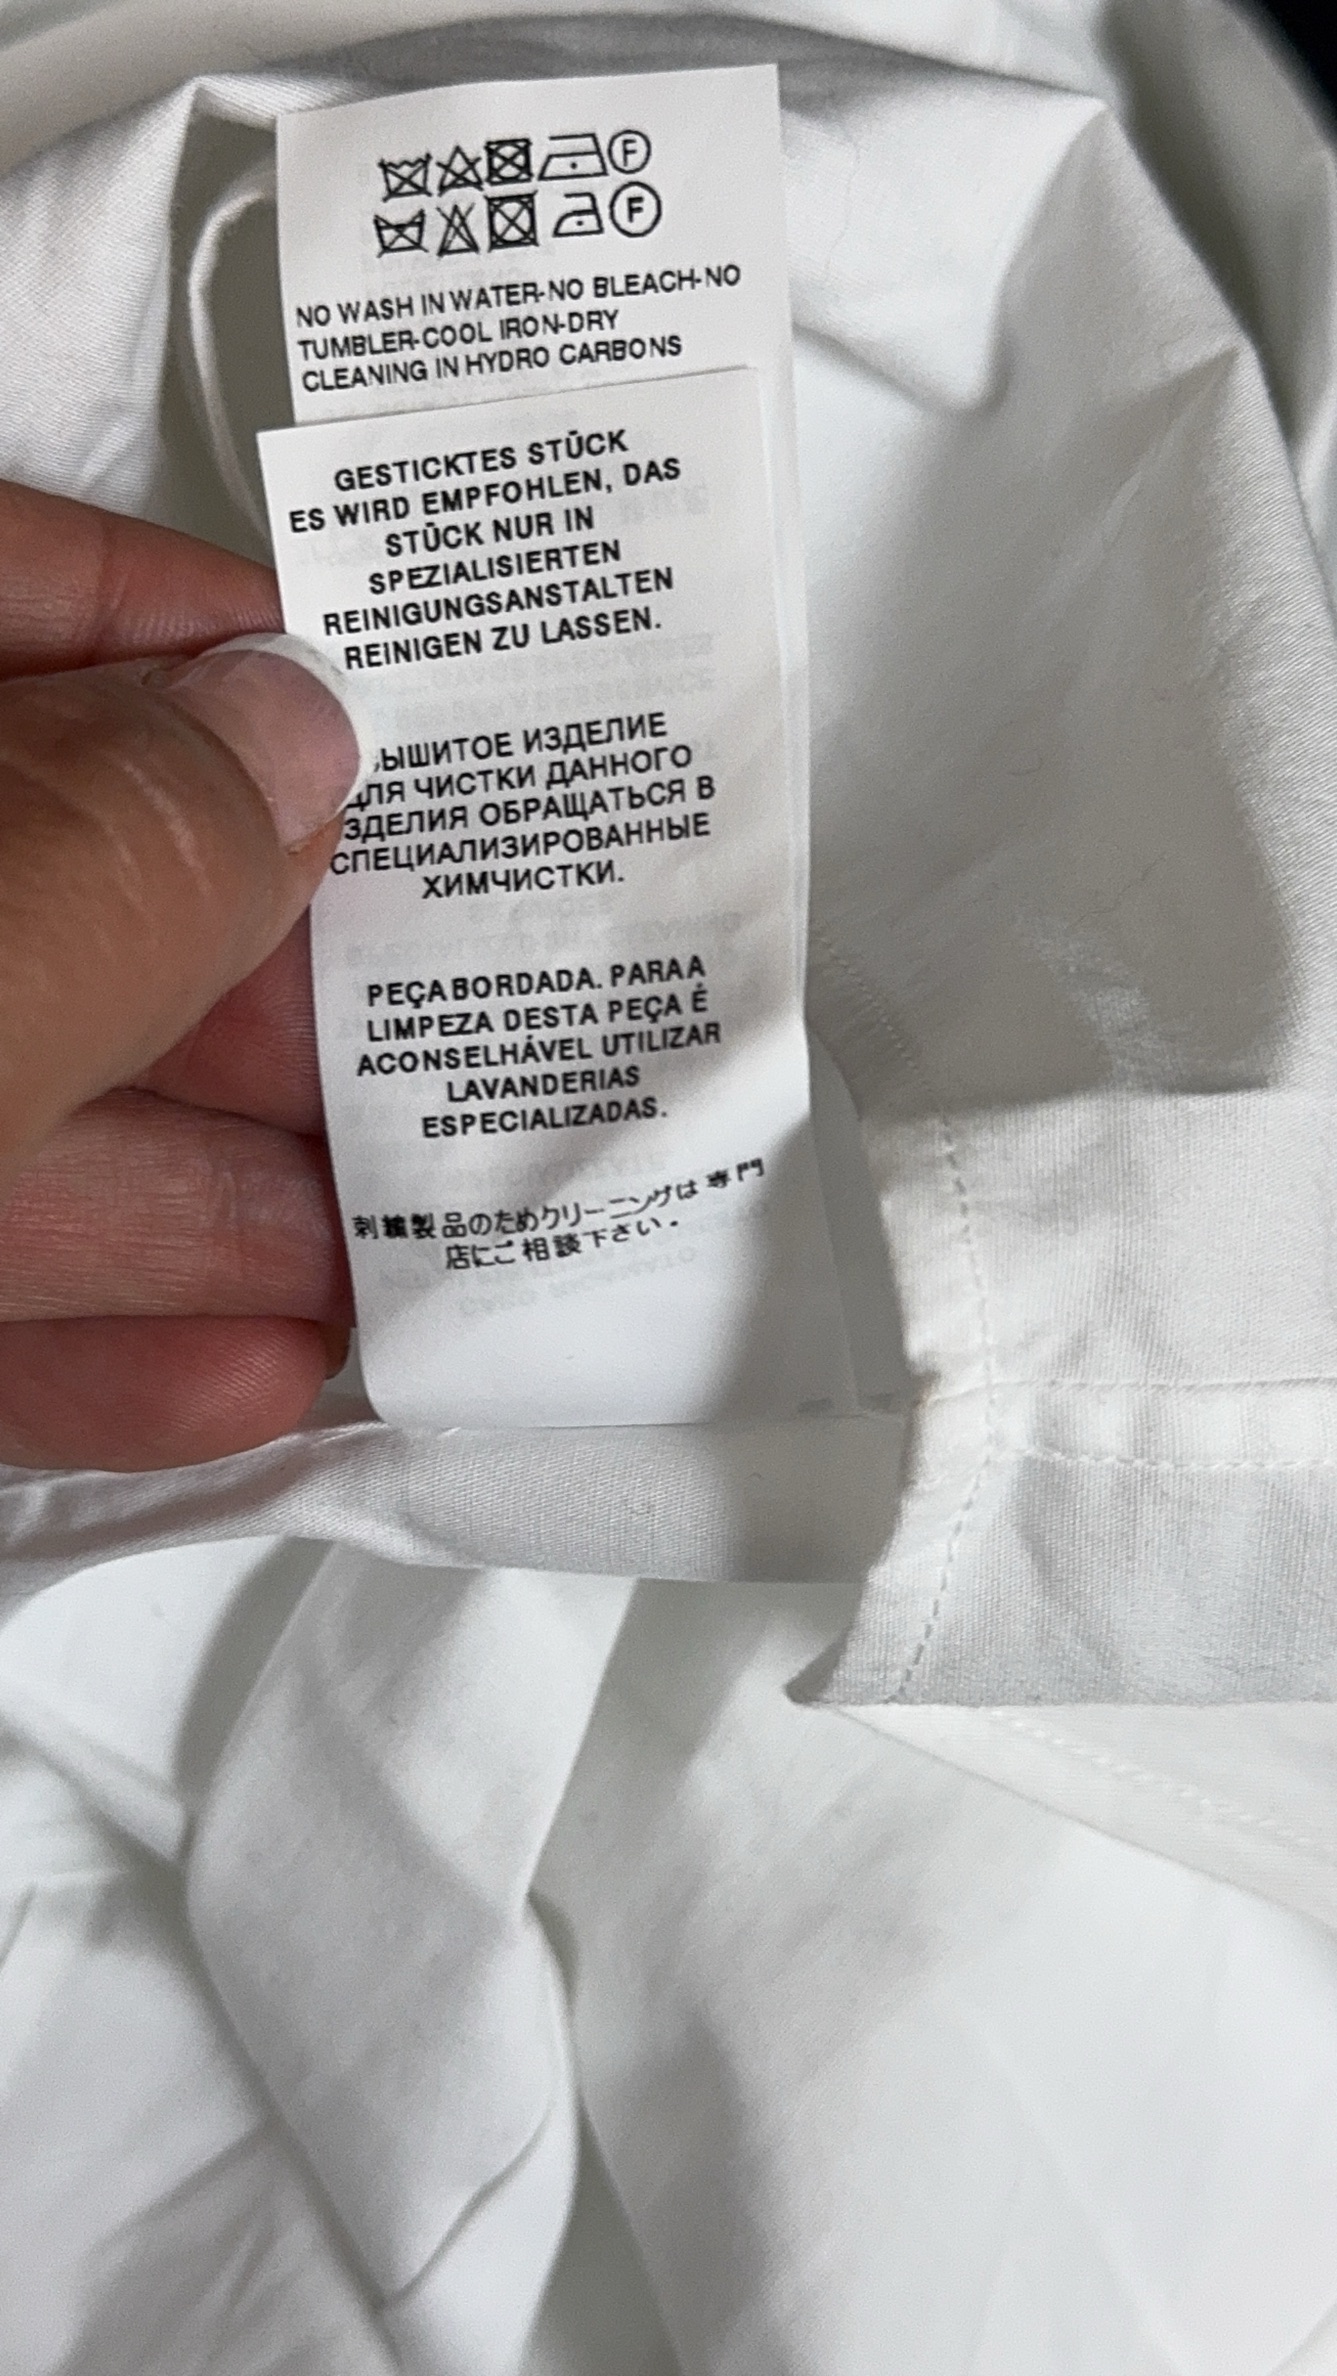 F
F
NO WASH IN WATER-NO BLEACH-NO
TUMBLER-COOL IRON-DRY
CLEANING IN HYDRO CARBONS
GESTICKTES STÜCK
ES WIRD EMPFOHLEN, DAS
STÜCK NUR IN
SPEZIALISIERTEN
REINIGUNGSANSTALTEN
REINIGEN ZU LASSEN.
ИЗДЕЛИЕ
ЧИСТКИ ДАННОГО
ОБРАЩАТЬСЯ В
СПЕЦИАЛИЗИРОВАННЫЕ
ХИМЧИСТКИ.
PEÇA BORDADA. PARA A
LIMPEZA DESTA PEÇA É
ACONSELHÁVEL UTILIZAR
LAVANDERIAS
ESPECIALIZADAS.
刺繍製品のためクリーニングは専門
店にご相談下さい.